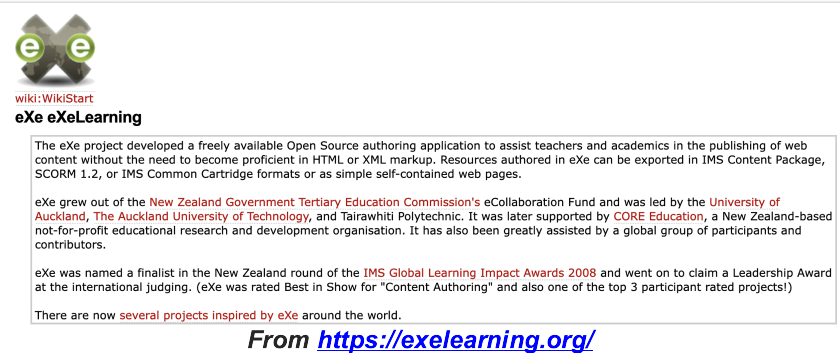 e e
wiki:WikiStart
eXe eXeLearning
The eXe project developed a freely available Open Source authoring application to assist teachers and academics in the publishing of web
content without the need to become proficient in HTML or XML markup. Resources authored in eXe can be exported in IMS Content Package,
SCORM 1.2, or IMS Common Cartridge formats or as simple self-contained web pages.
eXe grew out of the New Zealand Government Tertiary Education Commission's eCollaboration Fund and was led by the University of
Auckland, The Auckland University of Technology, and Tairawhiti Polytechnic. It was later supported by CORE Education, a New Zealand-based
not-for-profit educational research and development organisation. It has also been greatly assisted by a global group of participants and
contributors.
eXe was named a finalist in the New Zealand round of the IMS Global Learning Impact Awards 2008 and went on to claim a Leadership Award
at the international judging. (eXe was rated Best in Show for "Content Authoring" and also one of the top 3 participant rated projects!)
There are now several projects inspired by eXe around the world.
From https://exelearning.org/